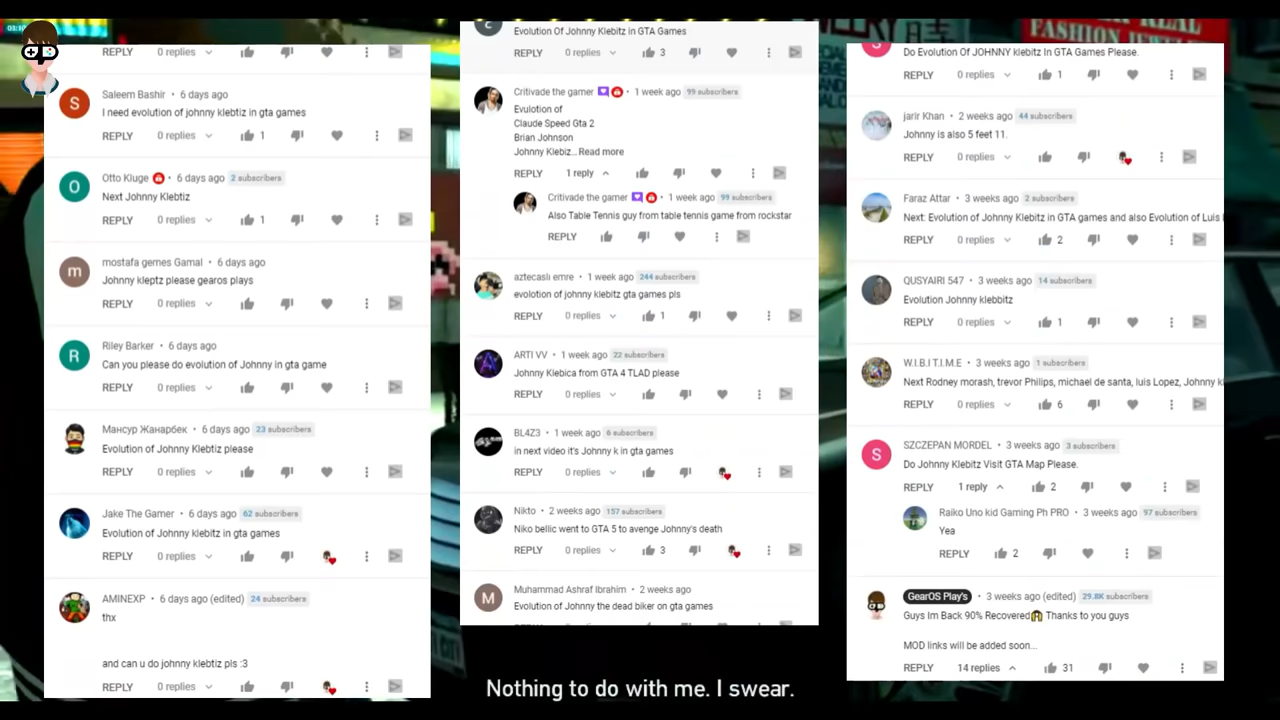 03:10
FASHION JEWELRY
REPLY 0 replies
Saleem Bashir • 6 days ago
I need evolution of johnny klebtiz in gta games
REPLY 0 replies 1
Otto Kluge • 6 days ago 2 subscribers
Next Johnny Klebtiz
REPLY 0 replies 1
mostafa gemes Gamal • 6 days ago
Johnny kleptz please gearos plays
REPLY 0 replies
Riley Barker • 6 days ago
Can you please do evolution of Johnny in gta game
REPLY 0 replies
Мансур Жанарбек • 6 days ago 23 subscribers
Evolution of Johnny Klebtiz please
REPLY 0 replies
Jake The Gamer • 6 days ago 62 subscribers
Evolution of Johnny klebitz in gta games
REPLY 0 replies
AMINEXP • 6 days ago (edited) 24 subscribers
thx
and can u do johnny klebtiz pls :3
REPLY 0 replies
Evolution Of Johnny Klebitz in GTA Games
REPLY 0 replies 3
Critivade the gamer • 1 week ago 99 subscribers
Evulotion of
Claude Speed Gta 2
Brian Johnson
Johnny Klebiz... Read more
REPLY 1 reply
Critivade the gamer • 1 week ago 99 subscribers
Also Table Tennis guy from table tennis game from rockstar
REPLY
aztecaslı emre • 1 week ago 244 subscribers
evolotion of johnny klebitz gta games pls
REPLY 0 replies 1
ARTI VV • 1 week ago 22 subscribers
Johnny Klebica from GTA 4 TLAD please
REPLY 0 replies
BL4Z3 • 1 week ago 6 subscribers
in next video it's Johnny k in gta games
REPLY 0 replies
Nikto • 2 weeks ago 157 subscribers
Niko bellic went to GTA 5 to avenge Johnny's death
REPLY 0 replies 3
Muhammad Ashraf Ibrahim • 2 weeks ago
Evolution of Johnny the dead biker on gta games
Do Evolution Of JOHNNY klebitz In GTA Games Please.
REPLY 0 replies 1
jarir Khan • 2 weeks ago 44 subscribers
Johnny is also 5 feet 11.
REPLY 0 replies
Faraz Attar • 3 weeks ago 2 subscribers
Next: Evolution of Johnny Klebitz in GTA games and also Evolution of Luis
REPLY 0 replies 2
QUSYAIRI 547 • 3 weeks ago 14 subscribers
Evolution Johnny klebbitz
REPLY 0 replies 1
W.I.B.I.T.I.M.E • 3 weeks ago 1 subscribers
Next Rodney morash, trevor Philips, michael de santa, luis Lopez, Johnny k
REPLY 0 replies 6
SZCZEPAN MORDEL • 3 weeks ago 3 subscribers
Do Johnny Klebitz Visit GTA Map Please.
REPLY 1 reply 2
Raiko Uno kid Gaming Ph PRO • 3 weeks ago 97 subscribers
Yea
REPLY 2
GearOS Play's • 3 weeks ago (edited) 29.8K subscribers
Guys Im Back 90% Recovered Thanks to you guys
MOD links will be added soon...
REPLY 14 replies 31
Nothing to do with me. I swear.